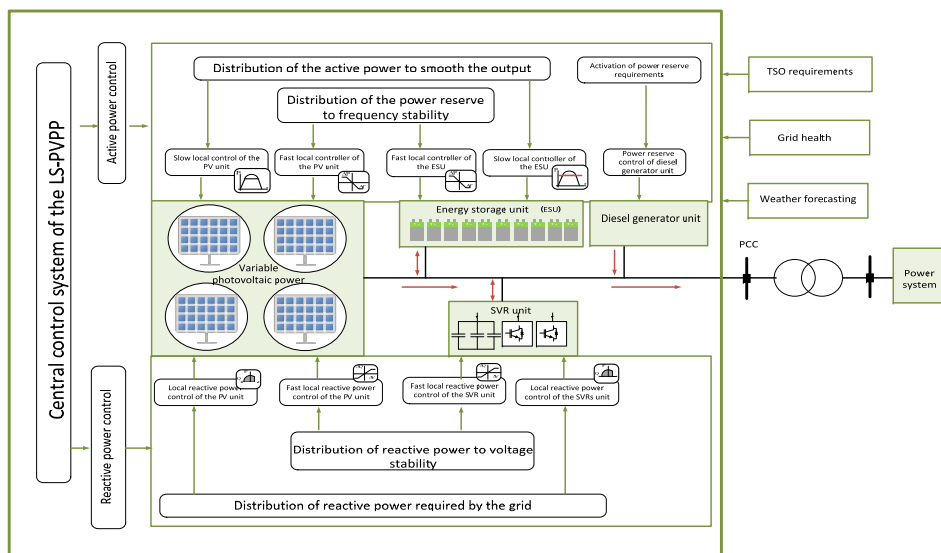 Central control system of the LS-PVPP
Active power control
Reactive power control
Distribution of the active power to smooth the output
Activation of power reserve
requirements
Distribution of the power reserve
to frequency stability
Slow local control of the
PV unit
Fast local controller of
the PV unit
Fast local controller of
the ESU
Slow local controller of
the ESU
Power reserve
control of diesel
generator unit
Energy storage unit (ESU)
Diesel generator unit
Variable
photovoltaic power
SVR unit
TSO requirements
Grid health
Weather forecasting
PCC
Power
system
Local reactive power
control of the PV unit
Fast local reactive power
control of the PV unit
Fast local reactive power
control of the SVR unit
Local reactive power
control of the SVRs unit
Distribution of reactive power to voltage
stability
Distribution of reactive power required by the grid